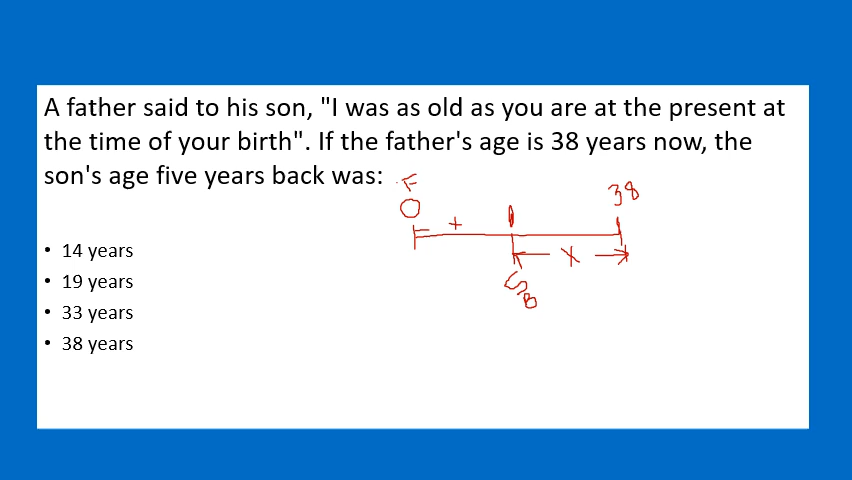 A father said to his son, "I was as old as you are at the present at
the time of your birth". If the father's age is 38 years now, the
son's age five years back was:
F
O
38
X
SB
• 14 years
• 19 years
• 33 years
• 38 years